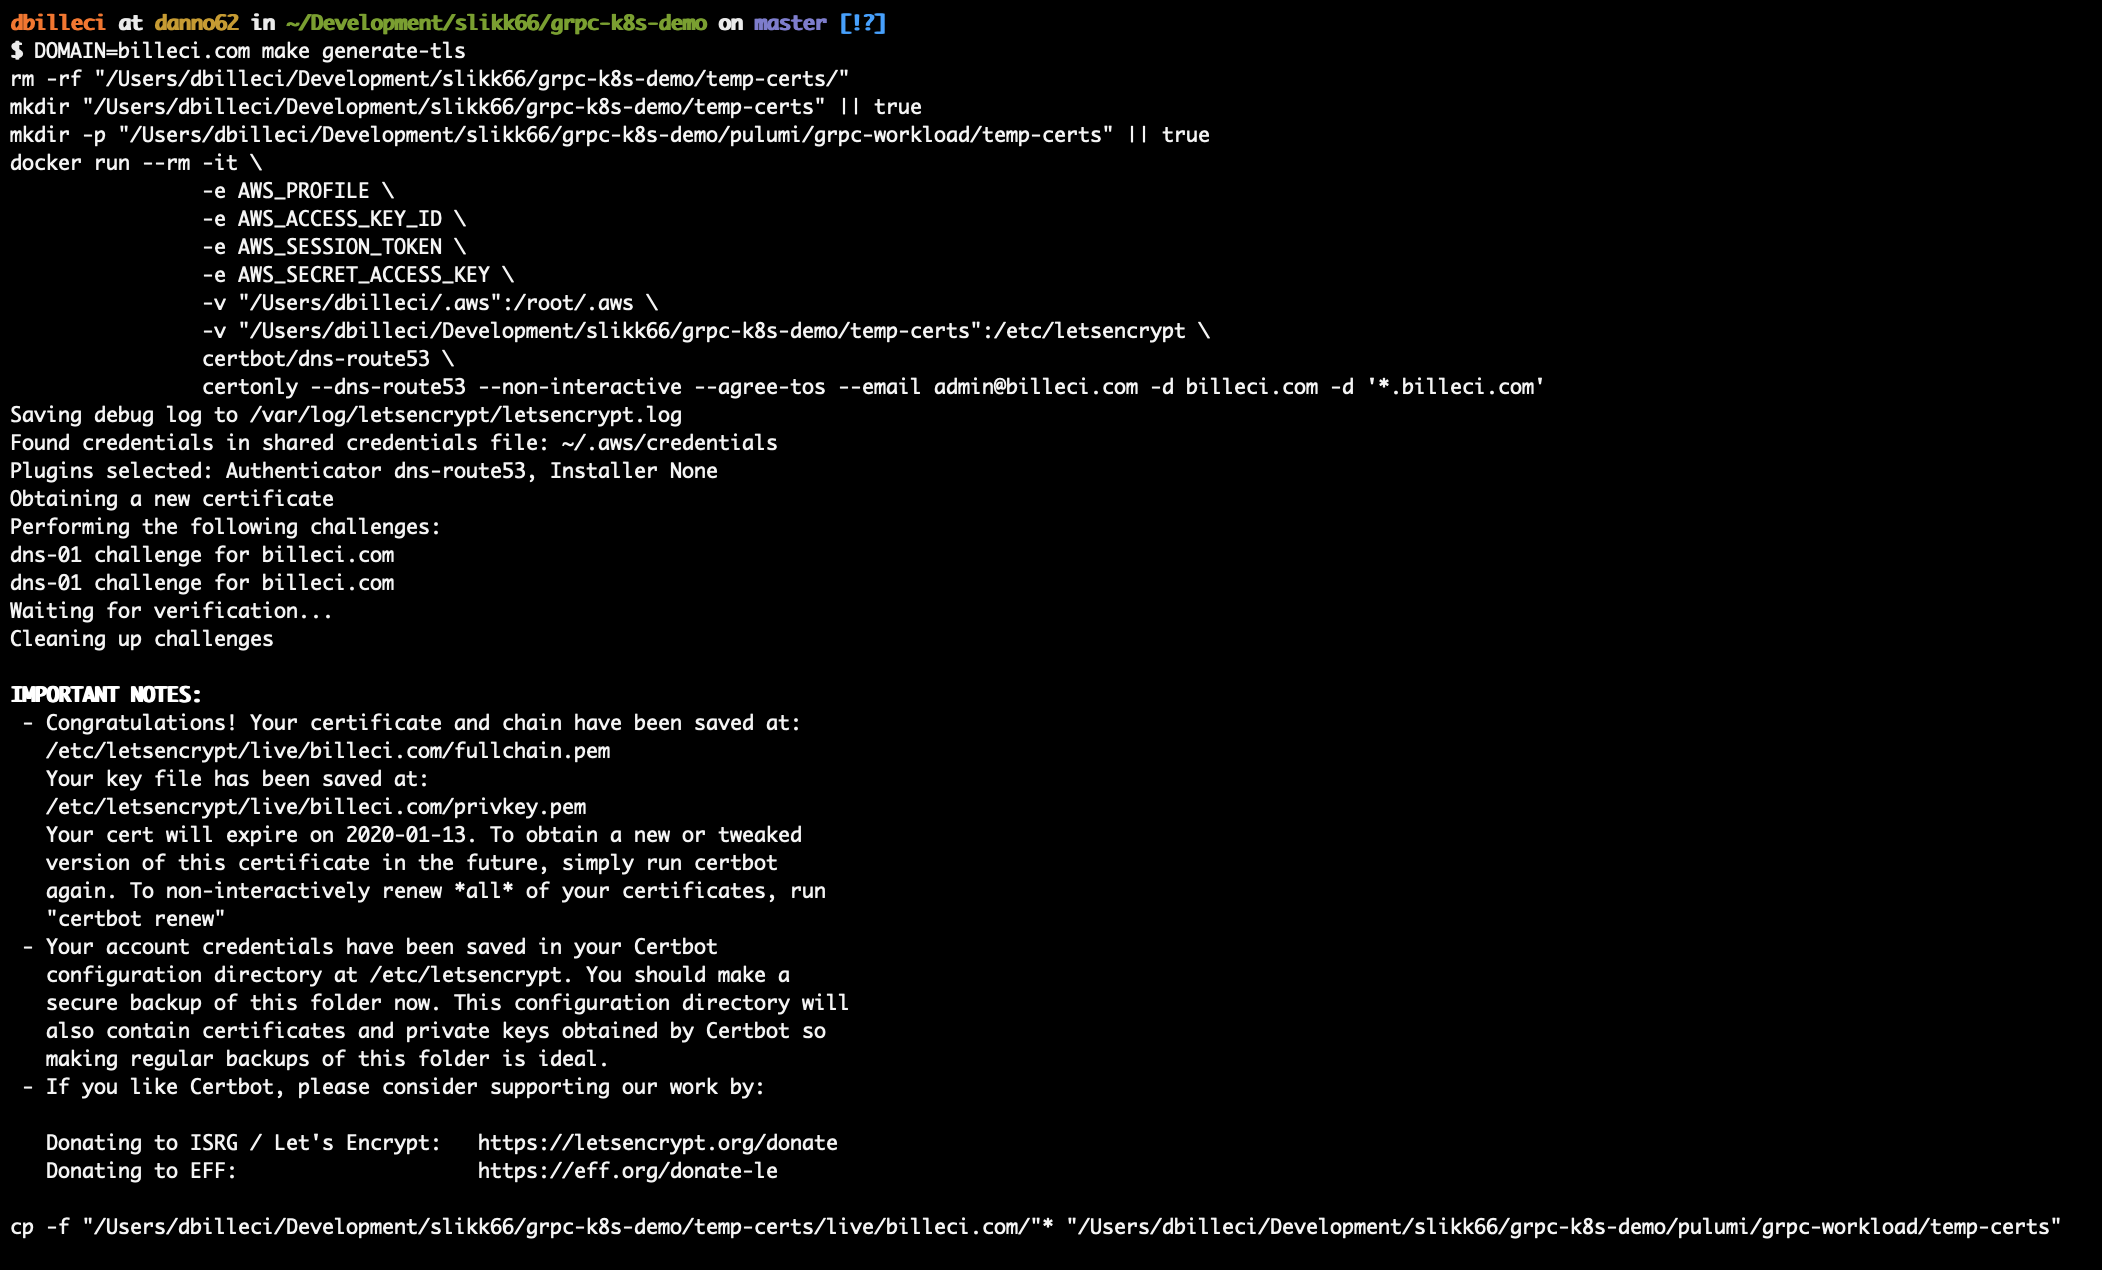 dbilleci at danno62 in ~/Development/slikk66/grpc-k8s-demo on master [!?]
$ DOMAIN=billeci.com make generate-tls
rm -rf "/Users/dbilleci/Development/slikk66/grpc-k8s-demo/temp-certs/"
mkdir "/Users/dbilleci/Development/slikk66/grpc-k8s-demo/temp-certs" || true
mkdir -p "/Users/dbilleci/Development/slikk66/grpc-k8s-demo/pulumi/grpc-workload/temp-certs" || true
docker run --rm -it \
                -e AWS_PROFILE \
                -e AWS_ACCESS_KEY_ID \
                -e AWS_SESSION_TOKEN \
                -e AWS_SECRET_ACCESS_KEY \
                -v "/Users/dbilleci/.aws":/root/.aws \
                -v "/Users/dbilleci/Development/slikk66/grpc-k8s-demo/temp-certs":/etc/letsencrypt \
                certbot/dns-route53 \
                certonly --dns-route53 --non-interactive --agree-tos --email admin@billeci.com -d billeci.com -d '*.billeci.com'
Saving debug log to /var/log/letsencrypt/letsencrypt.log
Found credentials in shared credentials file: ~/.aws/credentials
Plugins selected: Authenticator dns-route53, Installer None
Obtaining a new certificate
Performing the following challenges:
dns-01 challenge for billeci.com
dns-01 challenge for billeci.com
Waiting for verification...
Cleaning up challenges

IMPORTANT NOTES:
 - Congratulations! Your certificate and chain have been saved at:
   /etc/letsencrypt/live/billeci.com/fullchain.pem
   Your key file has been saved at:
   /etc/letsencrypt/live/billeci.com/privkey.pem
   Your cert will expire on 2020-01-13. To obtain a new or tweaked
   version of this certificate in the future, simply run certbot
   again. To non-interactively renew *all* of your certificates, run
   "certbot renew"
 - Your account credentials have been saved in your Certbot
   configuration directory at /etc/letsencrypt. You should make a
   secure backup of this folder now. This configuration directory will
   also contain certificates and private keys obtained by Certbot so
   making regular backups of this folder is ideal.
 - If you like Certbot, please consider supporting our work by:

   Donating to ISRG / Let's Encrypt:   https://letsencrypt.org/donate
   Donating to EFF:                    https://eff.org/donate-le

cp -f "/Users/dbilleci/Development/slikk66/grpc-k8s-demo/temp-certs/live/billeci.com/"* "/Users/dbilleci/Development/slikk66/grpc-k8s-demo/pulumi/grpc-workload/temp-certs"